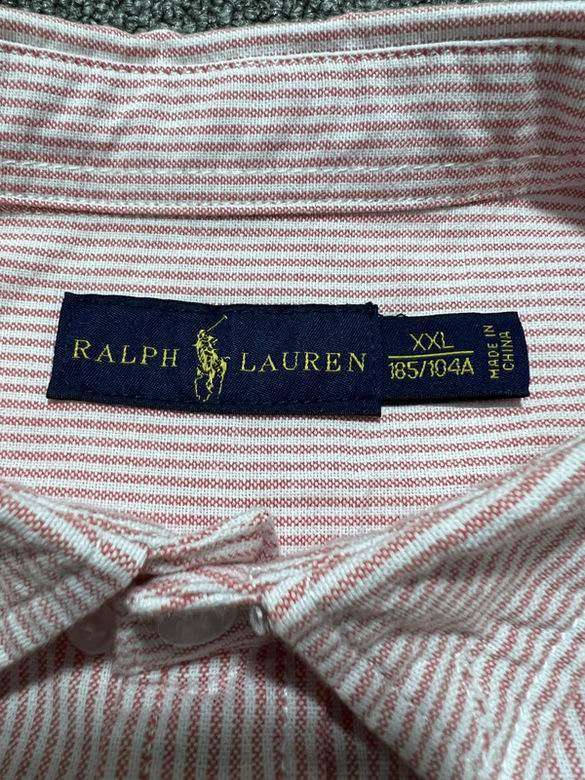 RALPH LAUREN
XXL
185/104A
MADE IN
CHINA